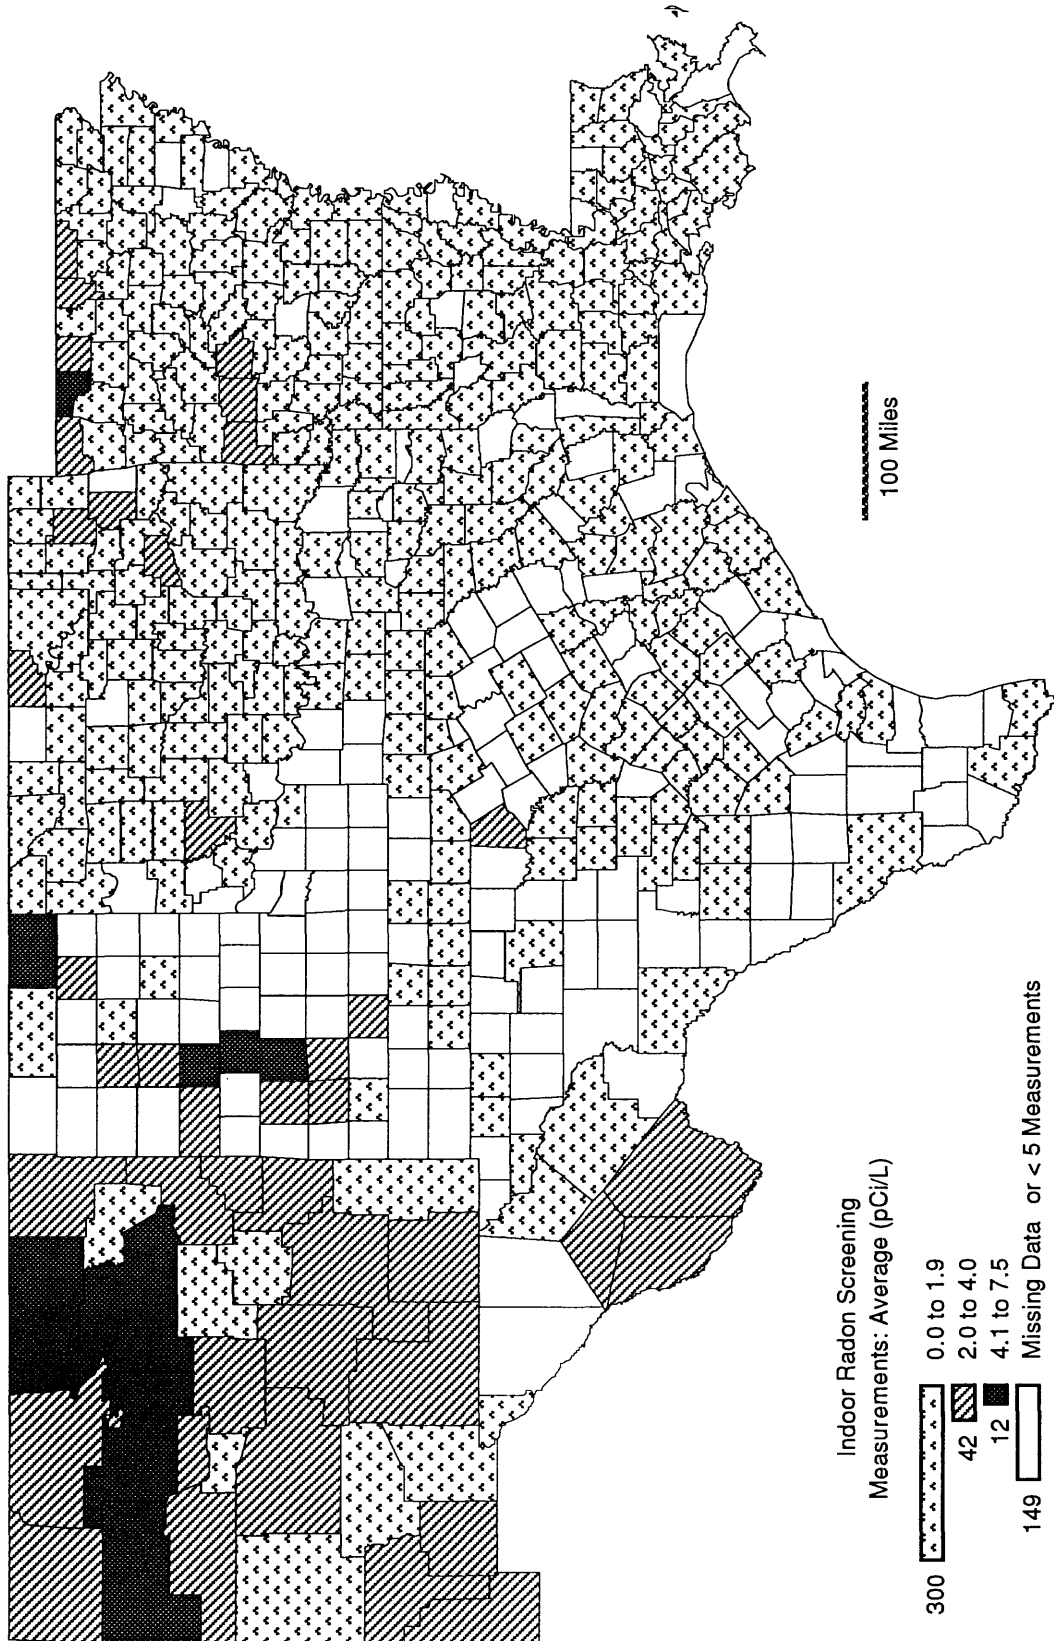 100 Miles
Indoor Radon Screening
Measurements: Average (pCi/L)
300 0.0 to 1.9
42 2.0 to 4.0
12 4.1 to 7.5
149 Missing Data or < 5 Measurements